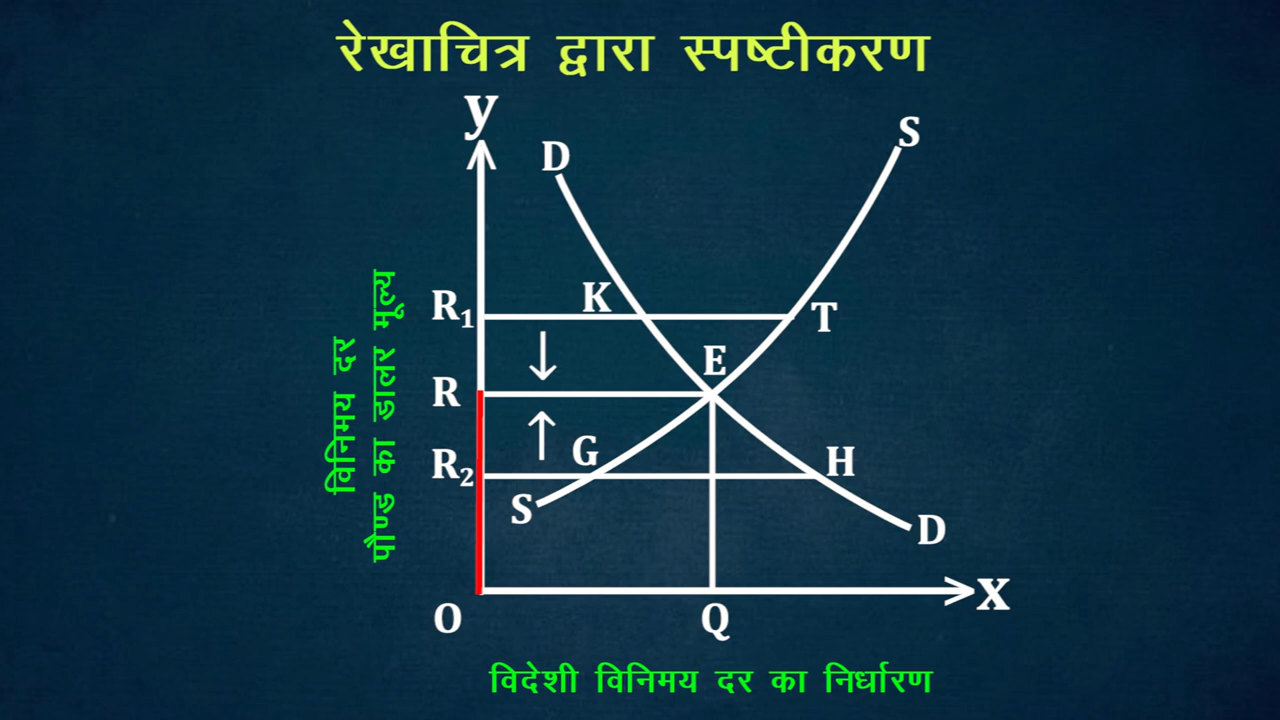 रेखाचित्र द्वारा स्पष्टीकरण
y
S
D
विनिमय दर
पौण्ड का डालर मूल्य
R1
K
T
E
R
G
H
R2
S
D
X
O
Q
विदेशी विनिमय दर का निर्धारण